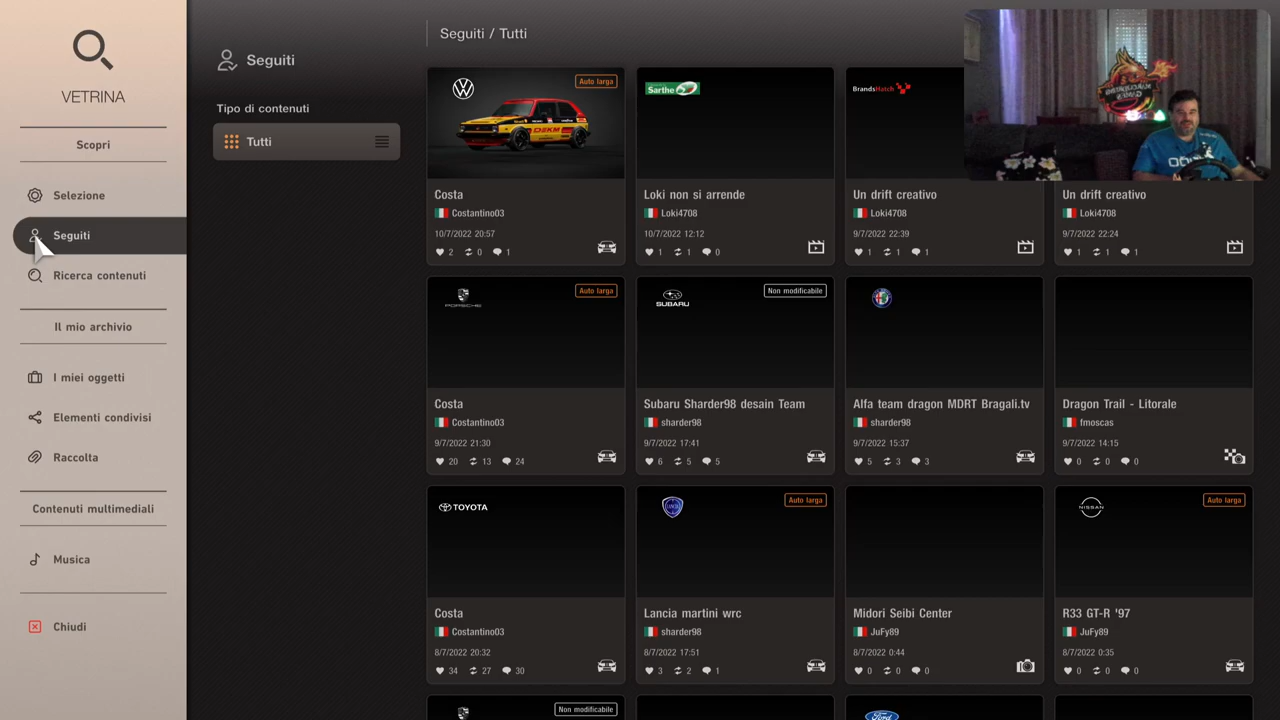 VETRINA
Scopri
Selezione
Seguiti
Ricerca contenuti
Il mio archivio
I miei oggetti
Elementi condivisi
Raccolta
Contenuti multimediali
Musica
Chiudi
Seguiti
Tipo di contenuti
Tutti
Seguiti / Tutti
Auto larga
DEKM
Costa
Costantino03
10/7/2022 20:57
2 0 1
Sarthe
Loki non si arrende
Loki4708
10/7/2022 12:12
1 1 0
BrandsHatch
Un drift creativo
Loki4708
9/7/2022 22:39
1 1 1
Un drift creativo
Loki4708
9/7/2022 22:24
1 1 1
PORSCHE
Auto larga
Costa
Costantino03
9/7/2022 21:30
20 13 24
SUBARU
Non modificabile
Subaru Sharder98 desain Team
sharder98
9/7/2022 17:41
6 5 5
Alfa team dragon MDRT Bragali.tv
sharder98
9/7/2022 15:37
5 3 3
Dragon Trail - Litorale
fmoscas
9/7/2022 14:15
0 0 0
TOYOTA
Costa
Costantino03
8/7/2022 20:32
34 27 30
LANCIA
Auto larga
Lancia martini wrc
sharder98
8/7/2022 17:51
3 2 1
Midori Seibi Center
JuFy89
8/7/2022 0:44
0 0 0
NISSAN
Auto larga
R33 GT-R '97
JuFy89
8/7/2022 0:35
0 0 0
Non modificabile
Ford